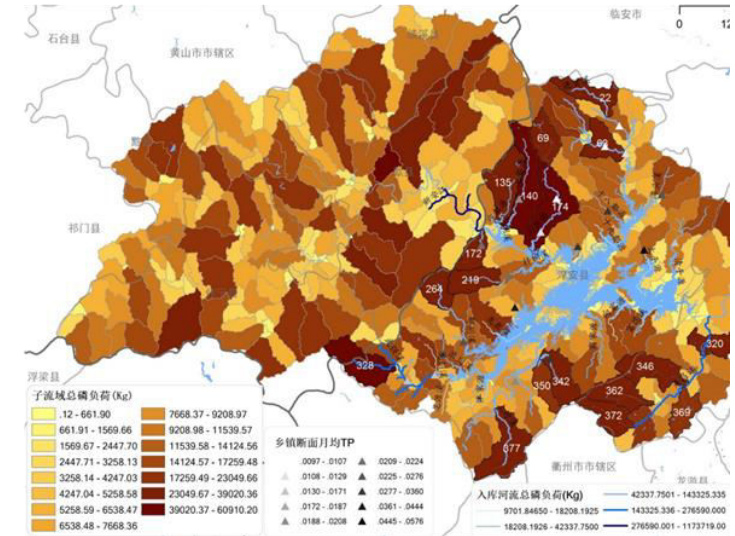 临安市
0
12
石台县
黄山市市辖区
绩溪县
22
69
135
140
174
祁门县
172
淳安县
219
264
浮梁县
328
320
346
350
342
362
372
369
377
衢州市市辖区
龙游县
子流域总磷负荷(Kg)
.12 - 661.90
661.91 - 1569.66
1569.67 - 2447.70
2447.71 - 3258.13
3258.14 - 4247.03
4247.04 - 5258.58
5258.59 - 6538.47
6538.48 - 7668.36
7668.37 - 9208.97
9208.98 - 11539.57
11539.58 - 14124.56
14124.57 - 17259.48
17259.49 - 23049.66
23049.67 - 39020.36
39020.37 - 60910.20
乡镇断面月均TP
.0097 - .0107
.0108 - .0129
.0130 - .0171
.0172 - .0187
.0188 - .0208
.0209 - .0224
.0225 - .0276
.0277 - .0360
.0361 - .0444
.0445 - .0576
入库河流总磷负荷(Kg)
9701.84650 - 18208.1925
18208.1926 - 42337.7500
42337.7501 - 143325.335
143325.336 - 276590.000
276590.001 - 1173719.00